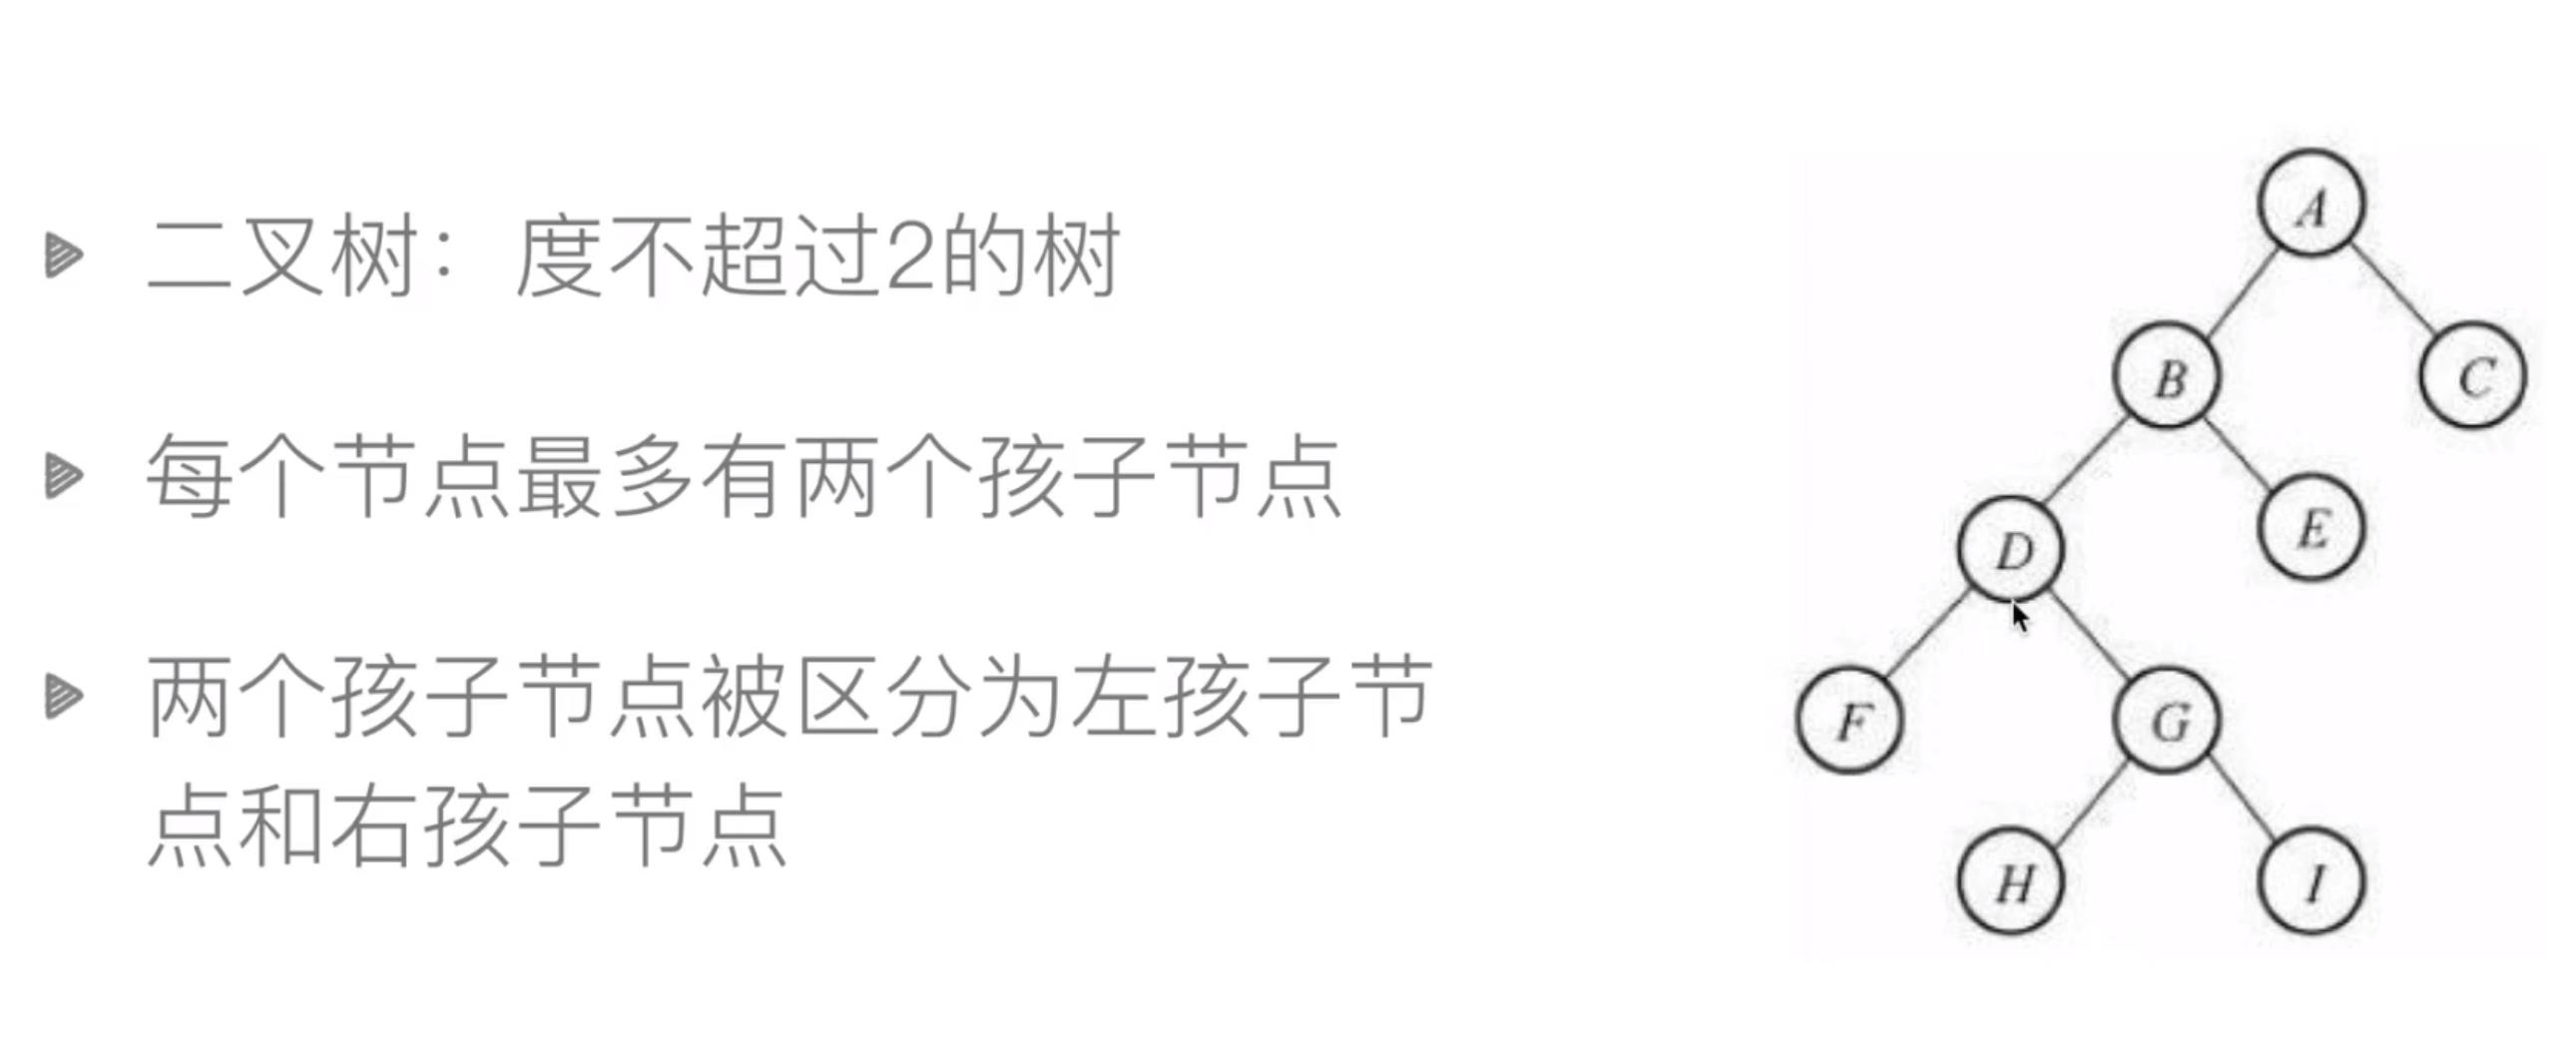 二叉树：度不超过2的树
每个节点最多有两个孩子节点
两个孩子节点被区分为左孩子节
点和右孩子节点
A
B
C
D
E
F
G
H
I